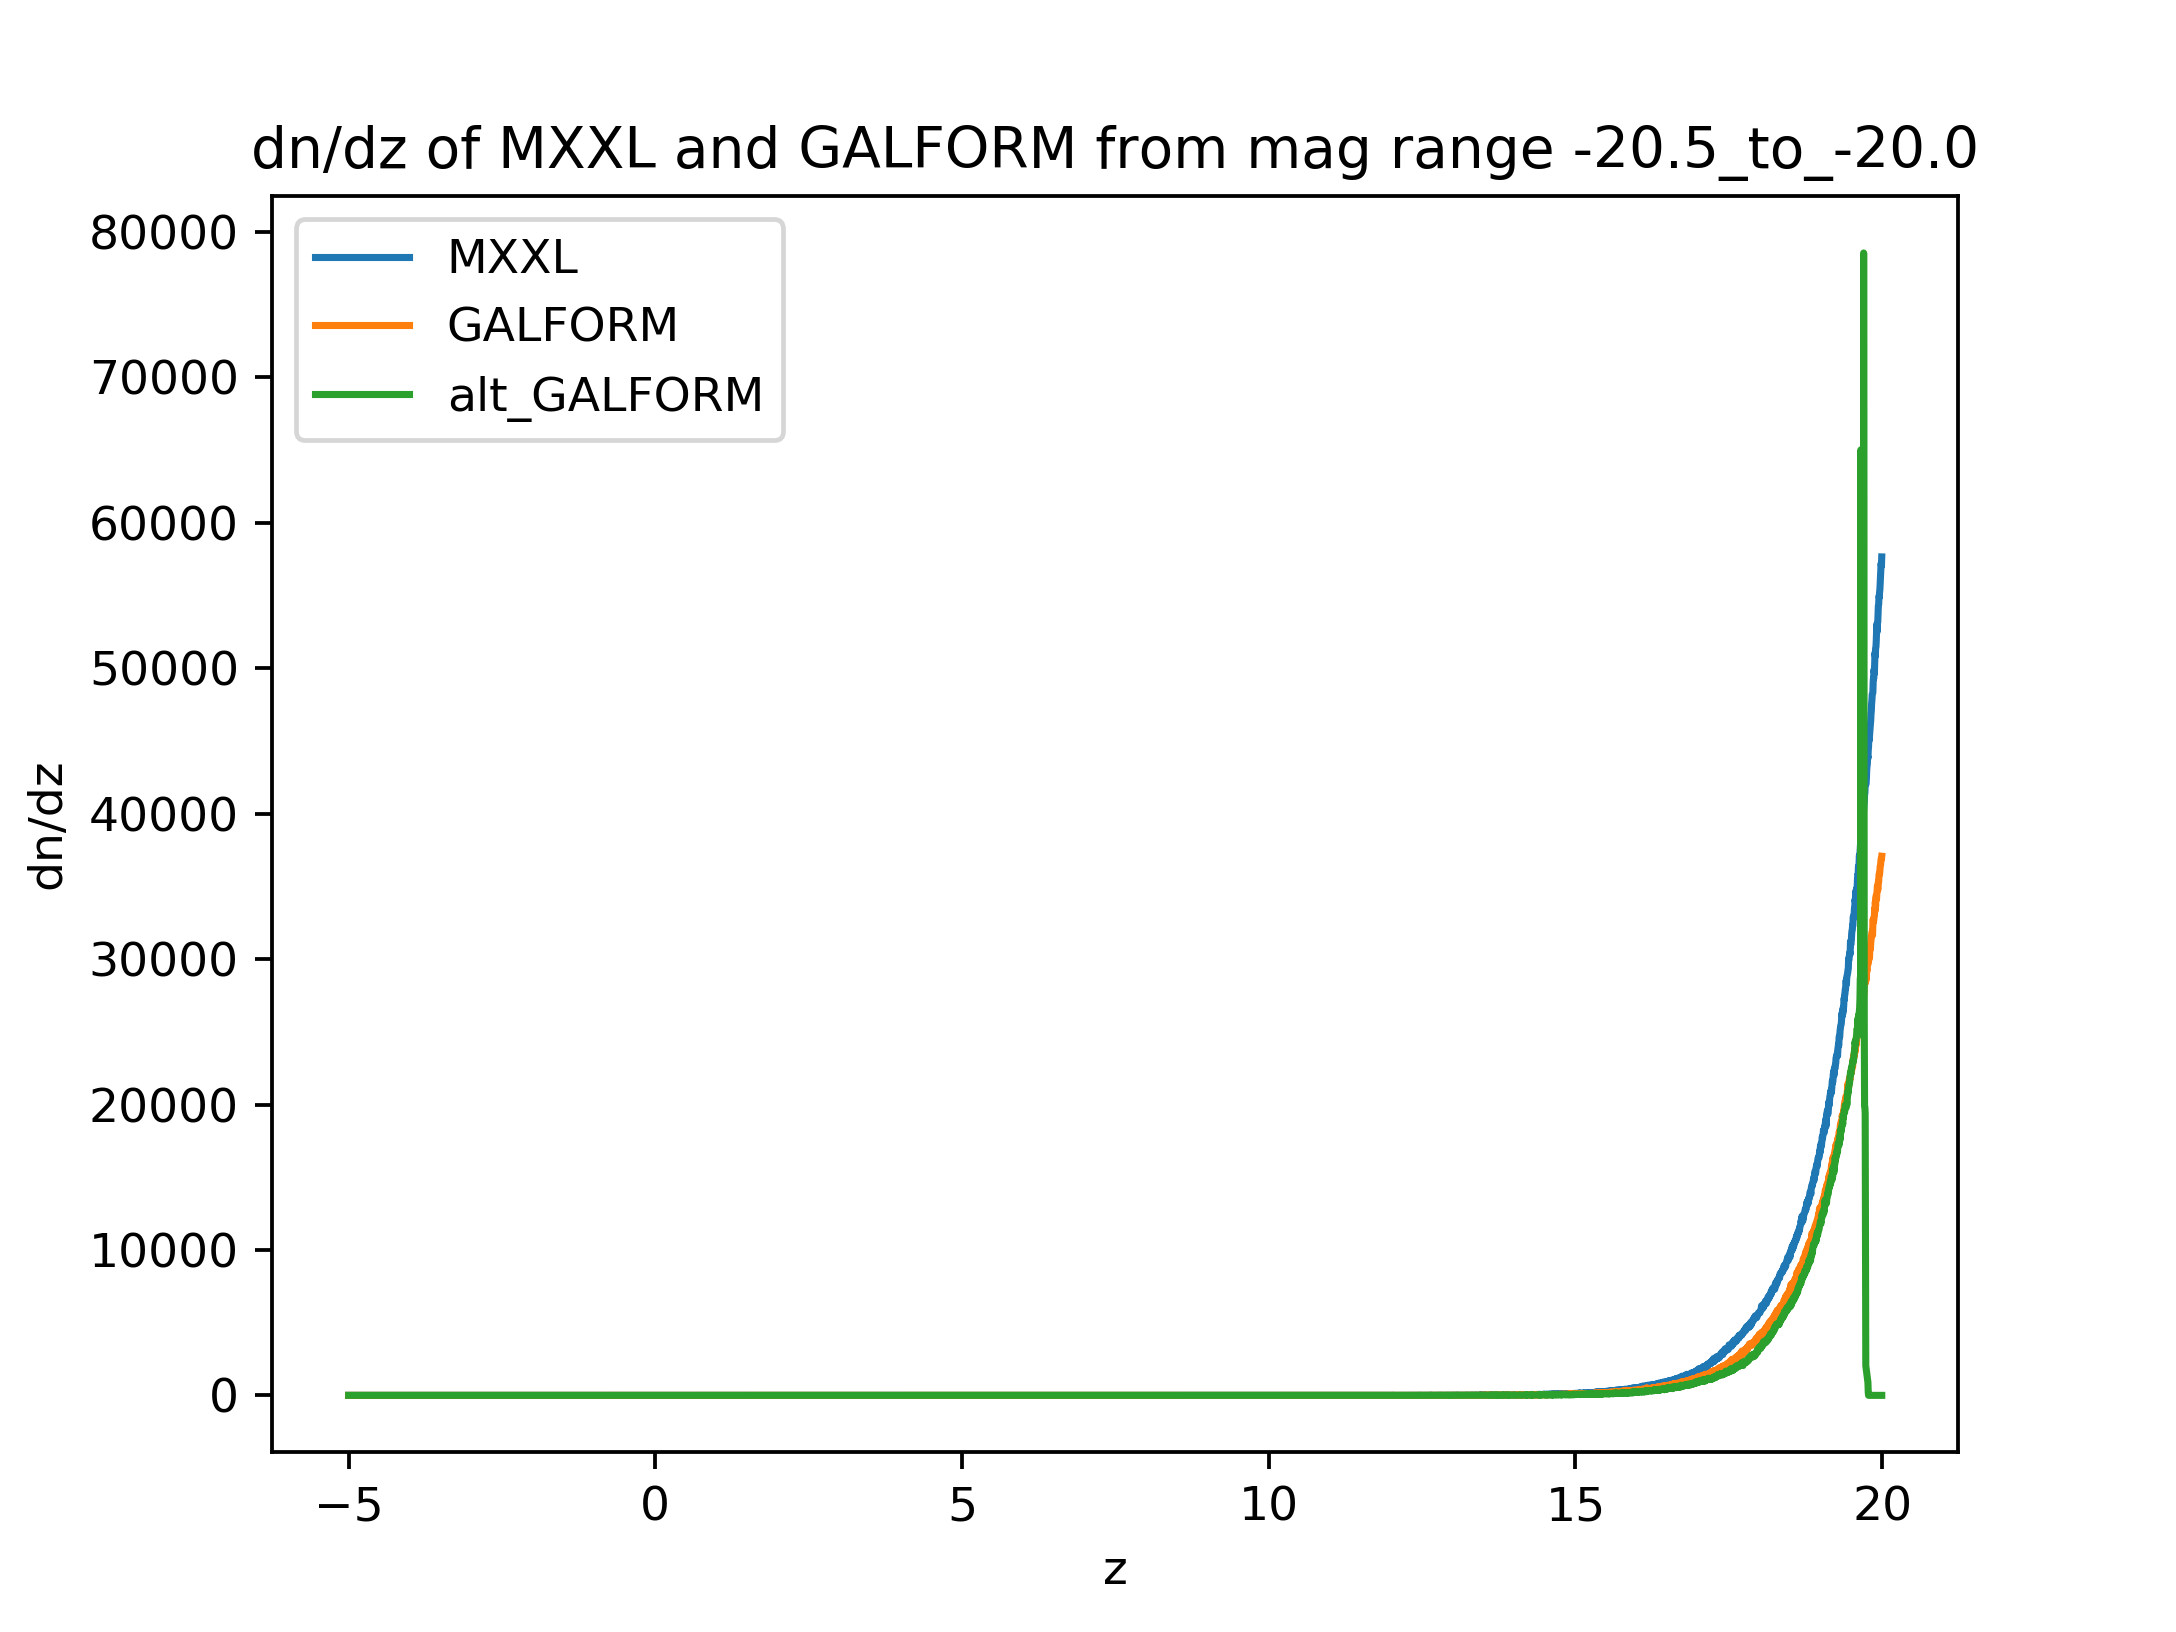 dn/dz of MXXL and GALFORM from mag range -20.5_to_-20.0
80000
70000
60000
50000
40000
30000
20000
10000
0
dn/dz
MXXL
GALFORM
alt_GALFORM
−5 0 5 10 15 20
z